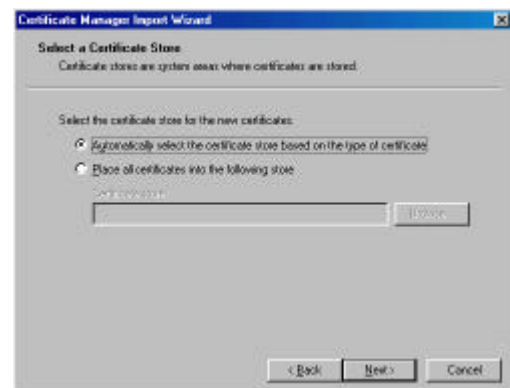 Certificate Manager Import Wizard
Select a Certificate Store
Certificate stores are system areas where certificates are stored.
Select the certificate store for the new certificates.
Automatically select the certificate store based on the type of certificate
Place all certificates into the following store
Certificate store:
Browse...
< Back
Next >
Cancel